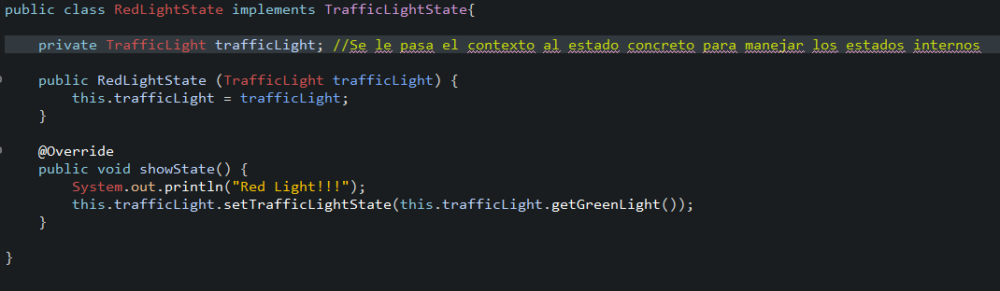 public class RedLightState implements TrafficLightState{
private TrafficLight trafficLight; //Se le pasa el contexto al estado concreto para manejar los estados internos
public RedLightState (TrafficLight trafficLight) {
this.trafficLight = trafficLight;
}
@Override
public void showState() {
System.out.println("Red Light!!!");
this.trafficLight.setTrafficLightState(this.trafficLight.getGreenLight());
}
}